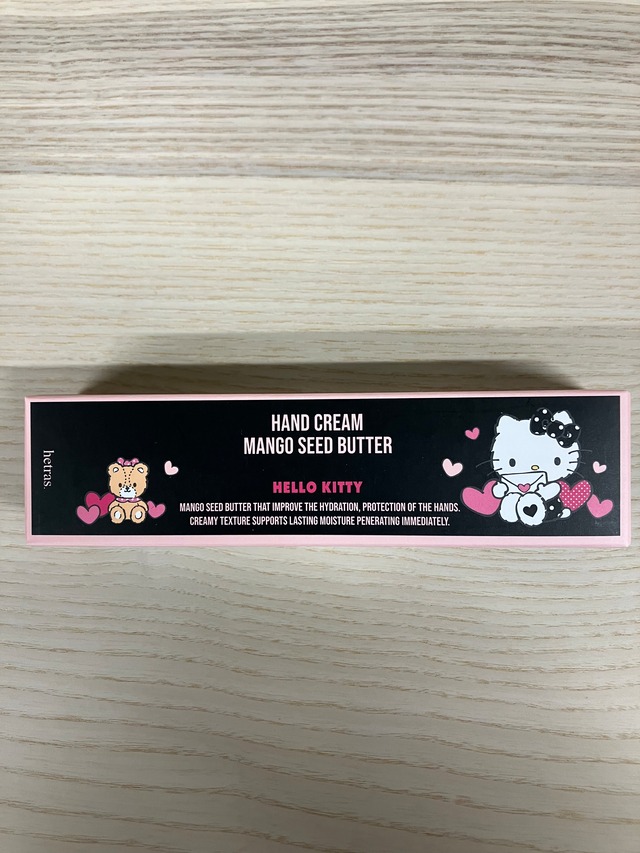 HAND CREAM
MANGO SEED BUTTER
HELLO KITTY
MANGO SEED BUTTER THAT IMPROVE THE HYDRATION, PROTECTION OF THE HANDS.
CREAMY TEXTURE SUPPORTS LASTING MOISTURE PENERATING IMMEDIATELY.
hetras.